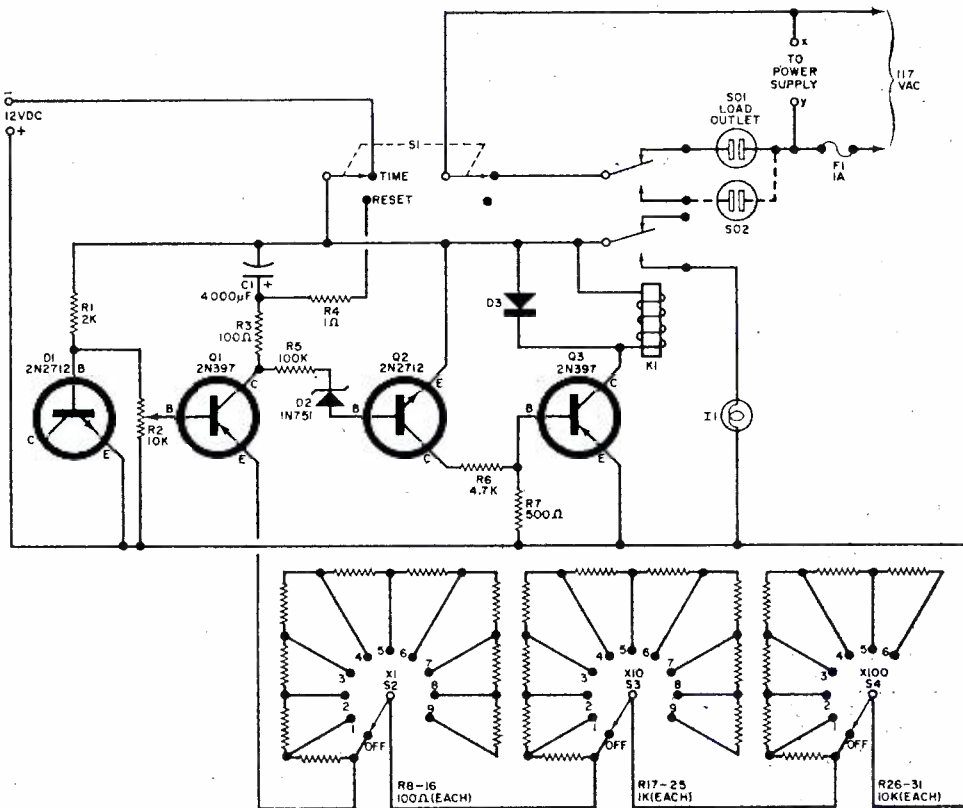 x
TO
POWER
SUPPLY
y
117
VAC
−
12VDC
+
S01
LOAD
OUTLET
F1
1A
S1
TIME
RESET
S02
C1
+
4000µF
R4
1Ω
R1
2K
R3
100Ω
R5
100K
D3
K1
D1
2N2712
B
C
E
R2
10K
Q1
2N397
B
C
E
D2
1N751
Q2
2N2712
B
E
C
R6
4.7K
R7
500Ω
Q3
2N397
B
C
E
I1
1
2
3
4
5
6
7
8
9
X1
S2
OFF
R8-16
100Ω(EACH)
1
2
3
4
5
6
7
8
9
X10
S3
OFF
R17-25
1K(EACH)
1
2
3
4
5
6
X100
S4
OFF
R26-31
10K(EACH)